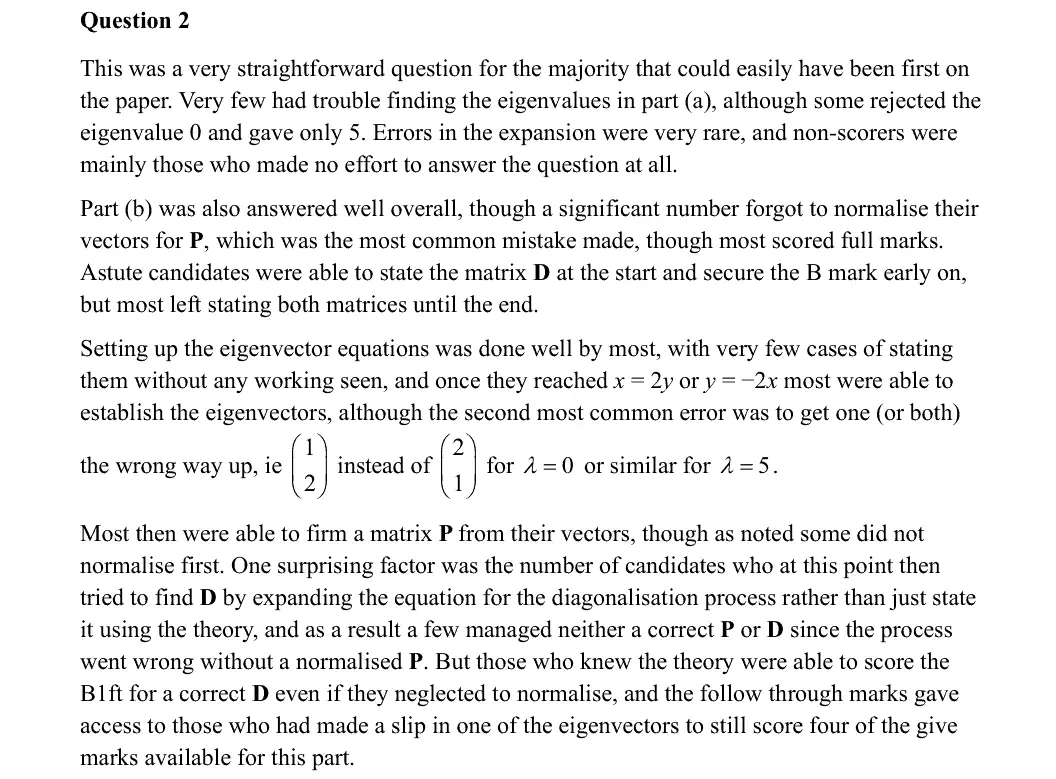 Question 2
This was a very straightforward question for the majority that could easily have been first on
the paper. Very few had trouble finding the eigenvalues in part (a), although some rejected the
eigenvalue 0 and gave only 5. Errors in the expansion were very rare, and non-scorers were
mainly those who made no effort to answer the question at all.
Part (b) was also answered well overall, though a significant number forgot to normalise their
vectors for P, which was the most common mistake made, though most scored full marks.
Astute candidates were able to state the matrix D at the start and secure the B mark early on,
but most left stating both matrices until the end.
Setting up the eigenvector equations was done well by most, with very few cases of stating
them without any working seen, and once they reached x = 2y or y = −2x most were able to
establish the eigenvectors, although the second most common error was to get one (or both)
the wrong way up, ie (1 2) instead of (2 1) for λ = 0 or similar for λ = 5.
Most then were able to firm a matrix P from their vectors, though as noted some did not
normalise first. One surprising factor was the number of candidates who at this point then
tried to find D by expanding the equation for the diagonalisation process rather than just state
it using the theory, and as a result a few managed neither a correct P or D since the process
went wrong without a normalised P. But those who knew the theory were able to score the
B1ft for a correct D even if they neglected to normalise, and the follow through marks gave
access to those who had made a slip in one of the eigenvectors to still score four of the give
marks available for this part.